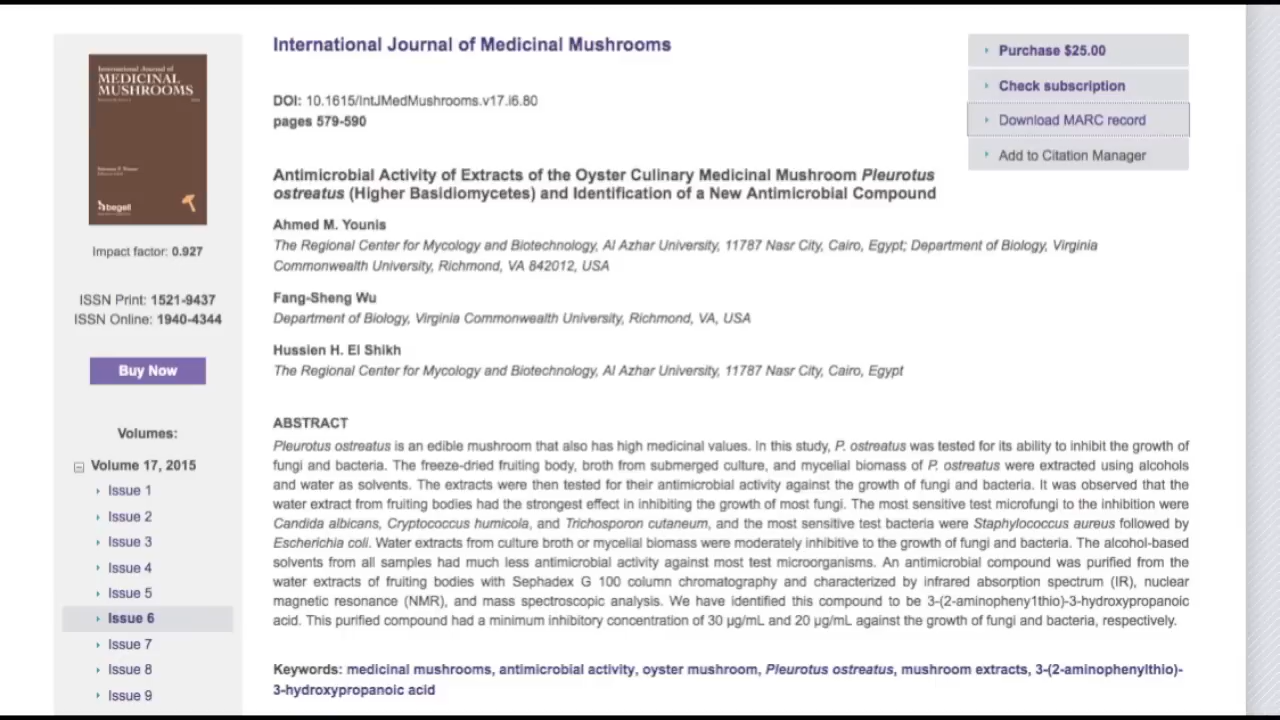 International Journal of
MEDICINAL
MUSHROOMS
begell
Impact factor: 0.927
ISSN Print: 1521-9437
ISSN Online: 1940-4344
Buy Now
Volumes:
Volume 17, 2015
Issue 1
Issue 2
Issue 3
Issue 4
Issue 5
Issue 6
Issue 7
Issue 8
Issue 9
International Journal of Medicinal Mushrooms
DOI: 10.1615/IntJMedMushrooms.v17.i6.80
pages 579-590
Antimicrobial Activity of Extracts of the Oyster Culinary Medicinal Mushroom Pleurotus
ostreatus (Higher Basidiomycetes) and Identification of a New Antimicrobial Compound
Ahmed M. Younis
The Regional Center for Mycology and Biotechnology, Al Azhar University, 11787 Nasr City, Cairo, Egypt; Department of Biology, Virginia
Commonwealth University, Richmond, VA 842012, USA
Fang-Sheng Wu
Department of Biology, Virginia Commonwealth University, Richmond, VA, USA
Hussien H. El Shikh
The Regional Center for Mycology and Biotechnology, Al Azhar University, 11787 Nasr City, Cairo, Egypt
ABSTRACT
Pleurotus ostreatus is an edible mushroom that also has high medicinal values. In this study, P. ostreatus was tested for its ability to inhibit the growth of
fungi and bacteria. The freeze-dried fruiting body, broth from submerged culture, and mycelial biomass of P. ostreatus were extracted using alcohols
and water as solvents. The extracts were then tested for their antimicrobial activity against the growth of fungi and bacteria. It was observed that the
water extract from fruiting bodies had the strongest effect in inhibiting the growth of most fungi. The most sensitive test microfungi to the inhibition were
Candida albicans, Cryptococcus humicola, and Trichosporon cutaneum, and the most sensitive test bacteria were Staphylococcus aureus followed by
Escherichia coli. Water extracts from culture broth or mycelial biomass were moderately inhibitive to the growth of fungi and bacteria. The alcohol-based
solvents from all samples had much less antimicrobial activity against most test microorganisms. An antimicrobial compound was purified from the
water extracts of fruiting bodies with Sephadex G 100 column chromatography and characterized by infrared absorption spectrum (IR), nuclear
magnetic resonance (NMR), and mass spectroscopic analysis. We have identified this compound to be 3-(2-aminopheny1thio)-3-hydroxypropanoic
acid. This purified compound had a minimum inhibitory concentration of 30 µg/mL and 20 µg/mL against the growth of fungi and bacteria, respectively.
Keywords: medicinal mushrooms, antimicrobial activity, oyster mushroom, Pleurotus ostreatus, mushroom extracts, 3-(2-aminophenylthio)-
3-hydroxypropanoic acid
Purchase $25.00
Check subscription
Download MARC record
Add to Citation Manager